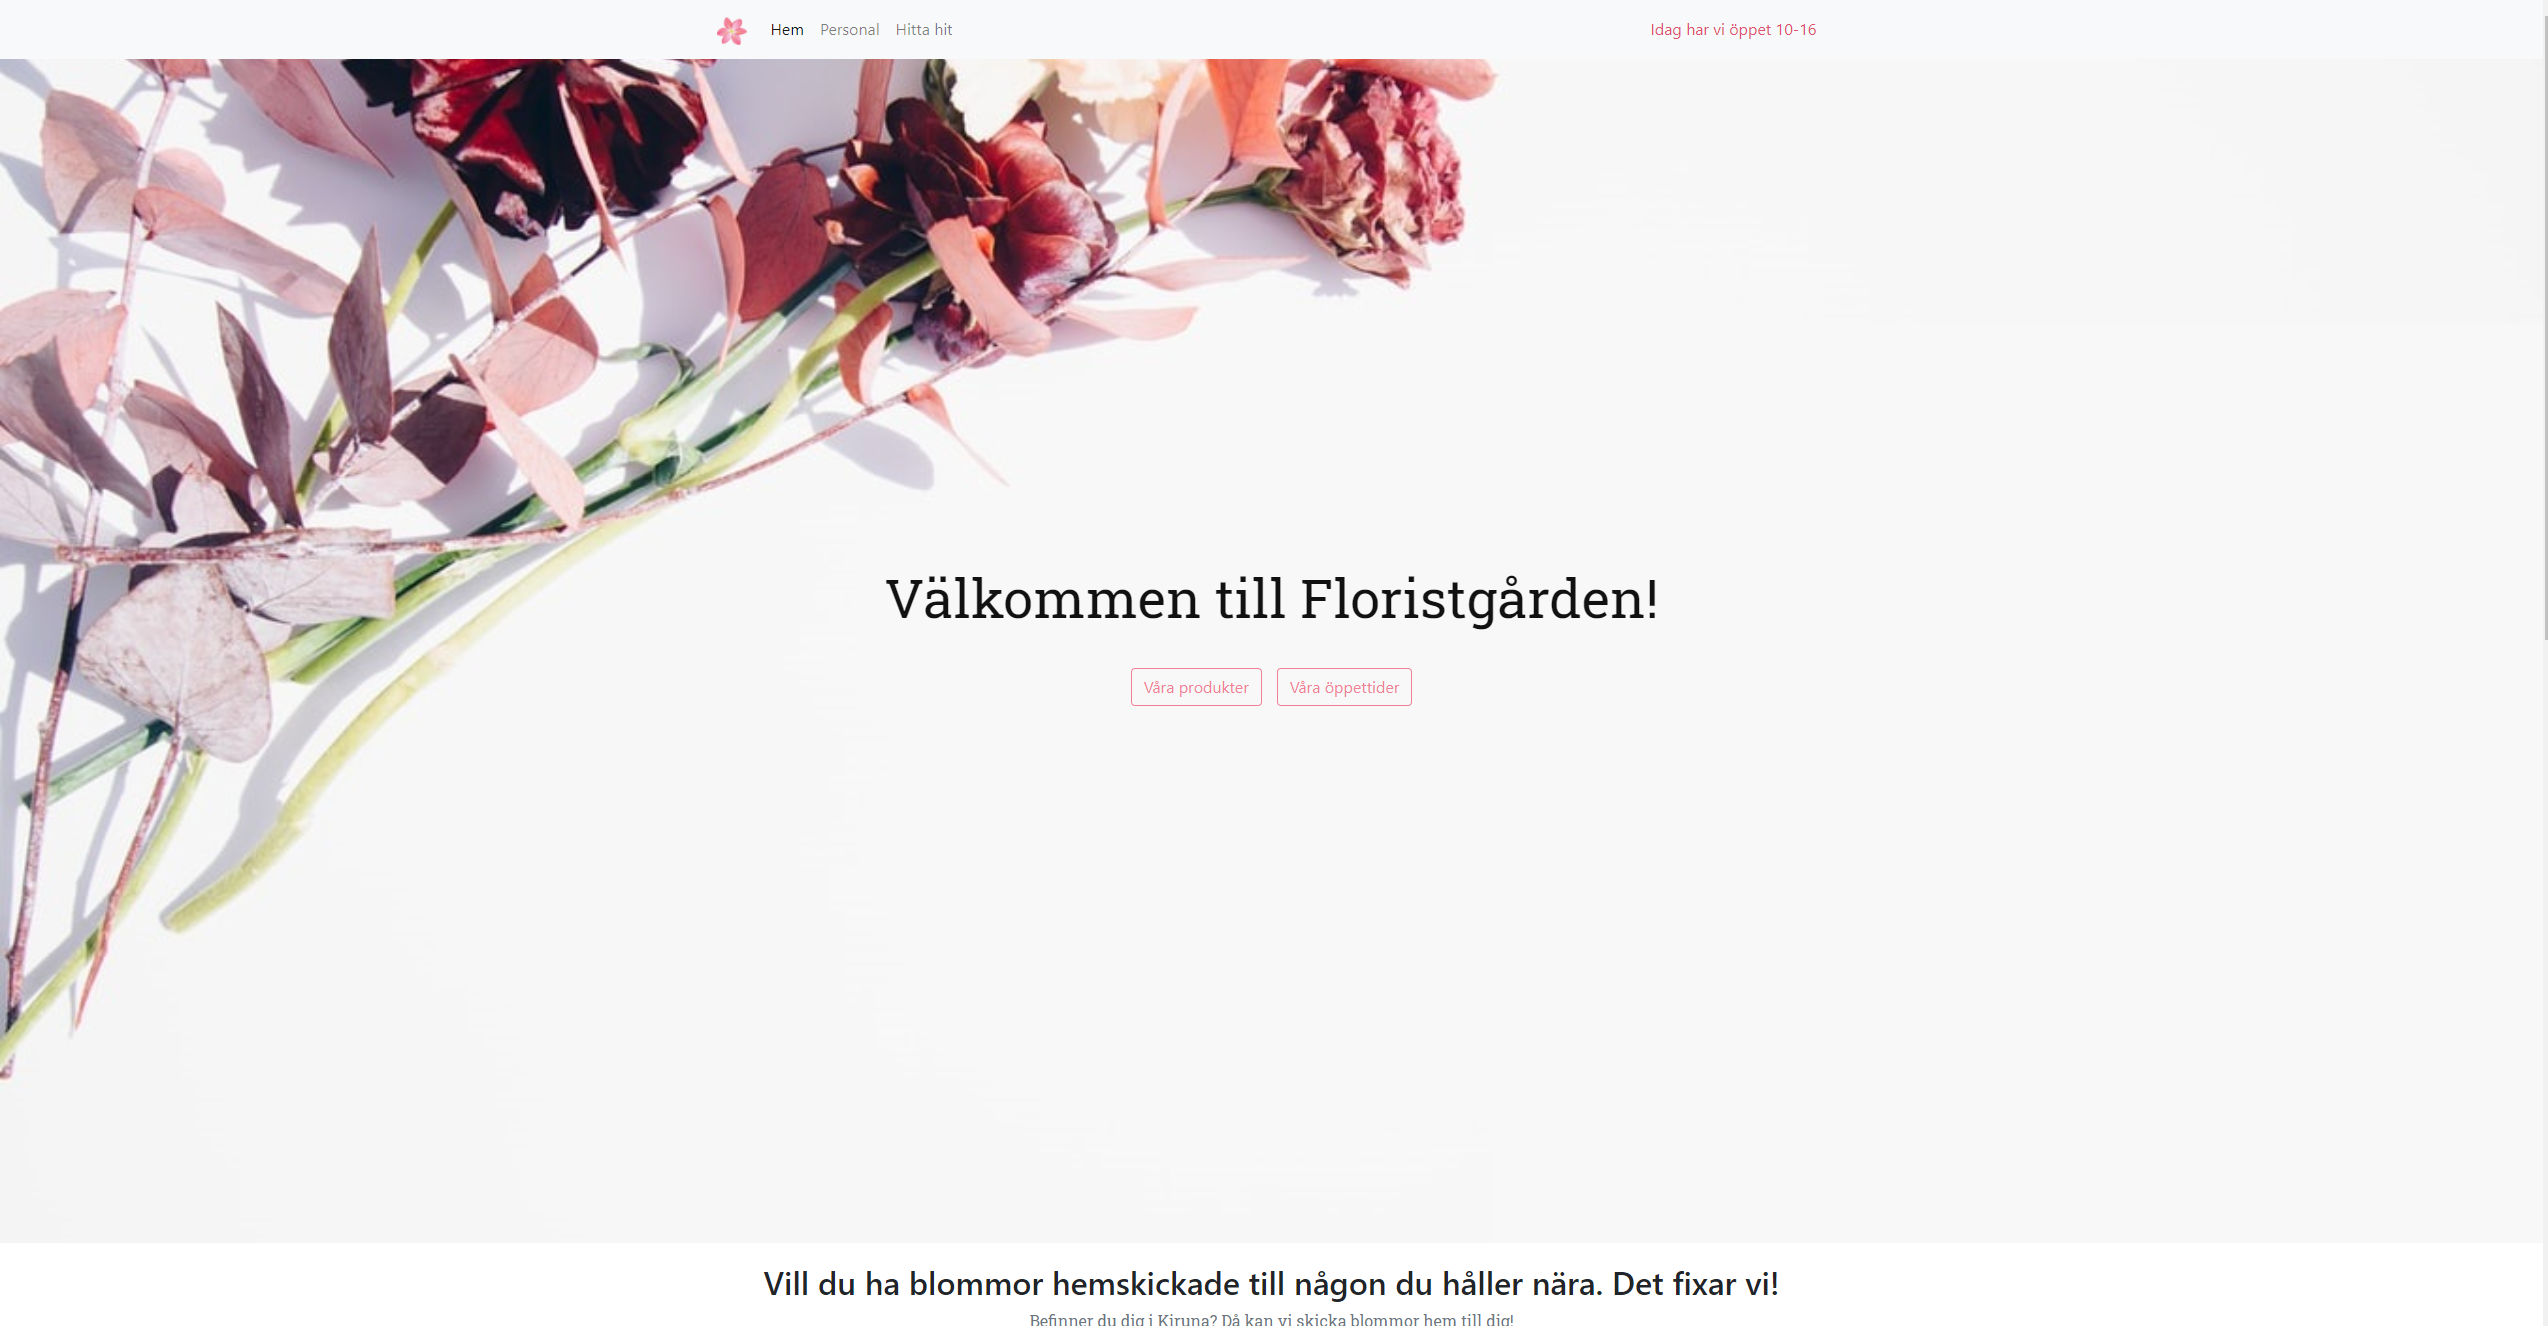 Hem Personal Hitta hit Idag har vi öppet 10-16
Välkommen till Floristgården!
Våra produkter Våra öppettider
Vill du ha blommor hemskickade till någon du håller nära. Det fixar vi!
Befinner du dig i Kiruna? Då kan vi skicka blommor hem till dig!